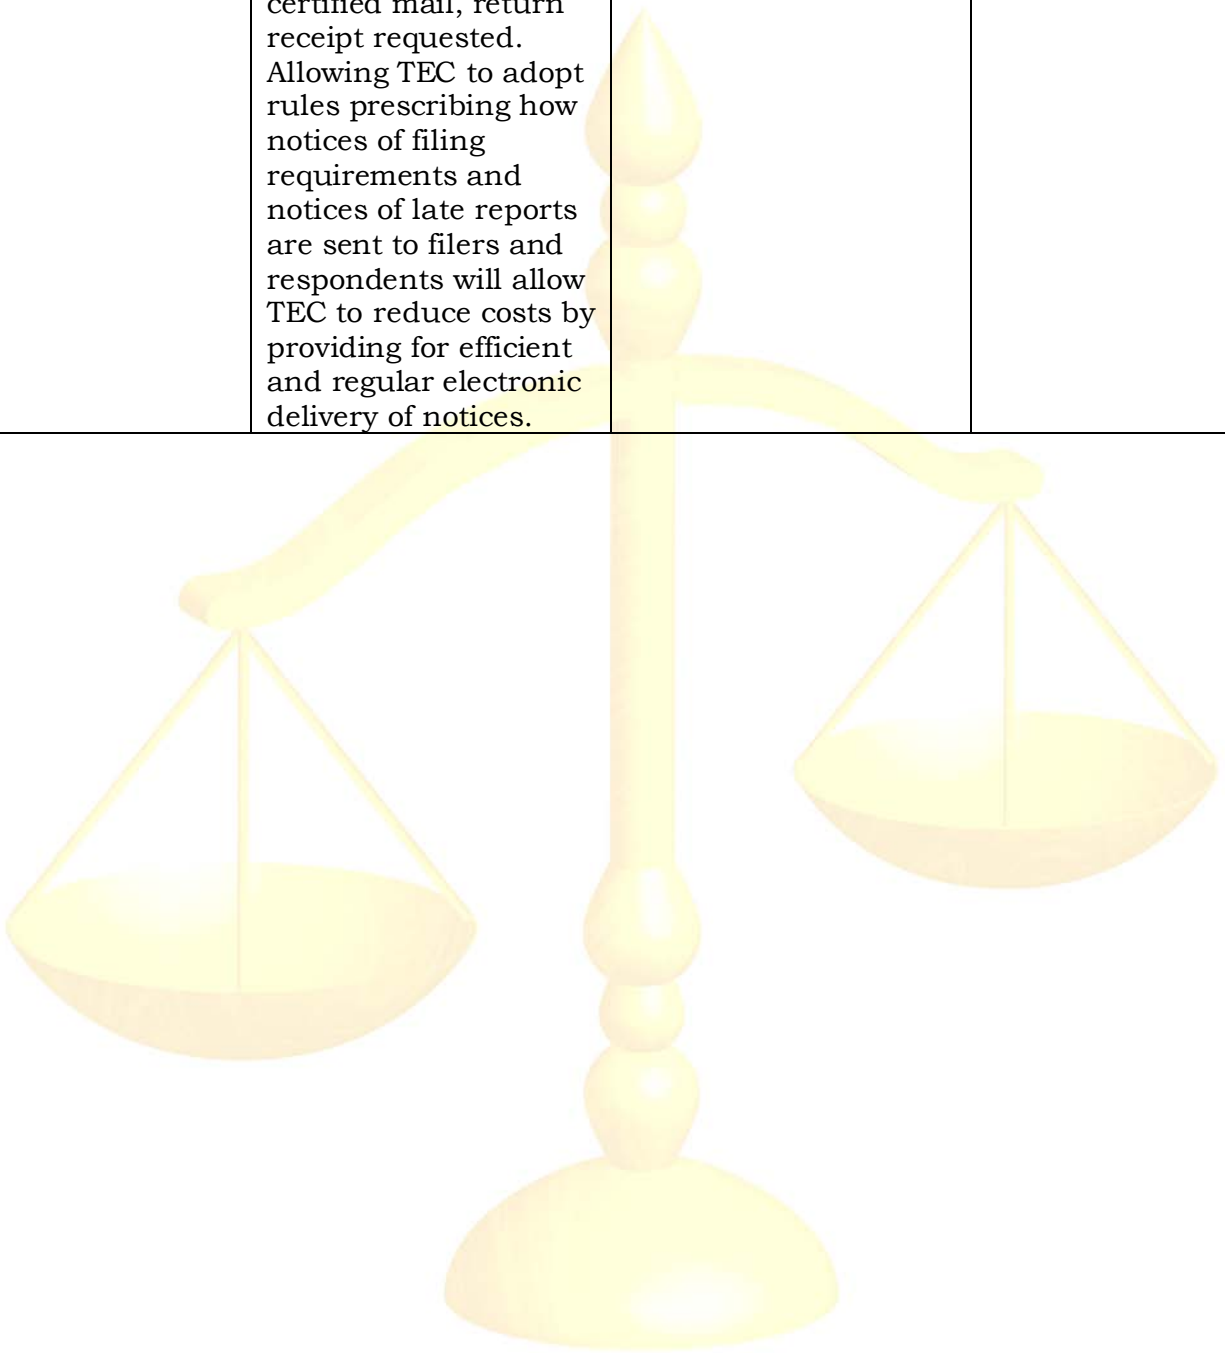 certified mail, return
receipt requested.
Allowing TEC to adopt
rules prescribing how
notices of filing
requirements and
notices of late reports
are sent to filers and
respondents will allow
TEC to reduce costs by
providing for efficient
and regular electronic
delivery of notices.